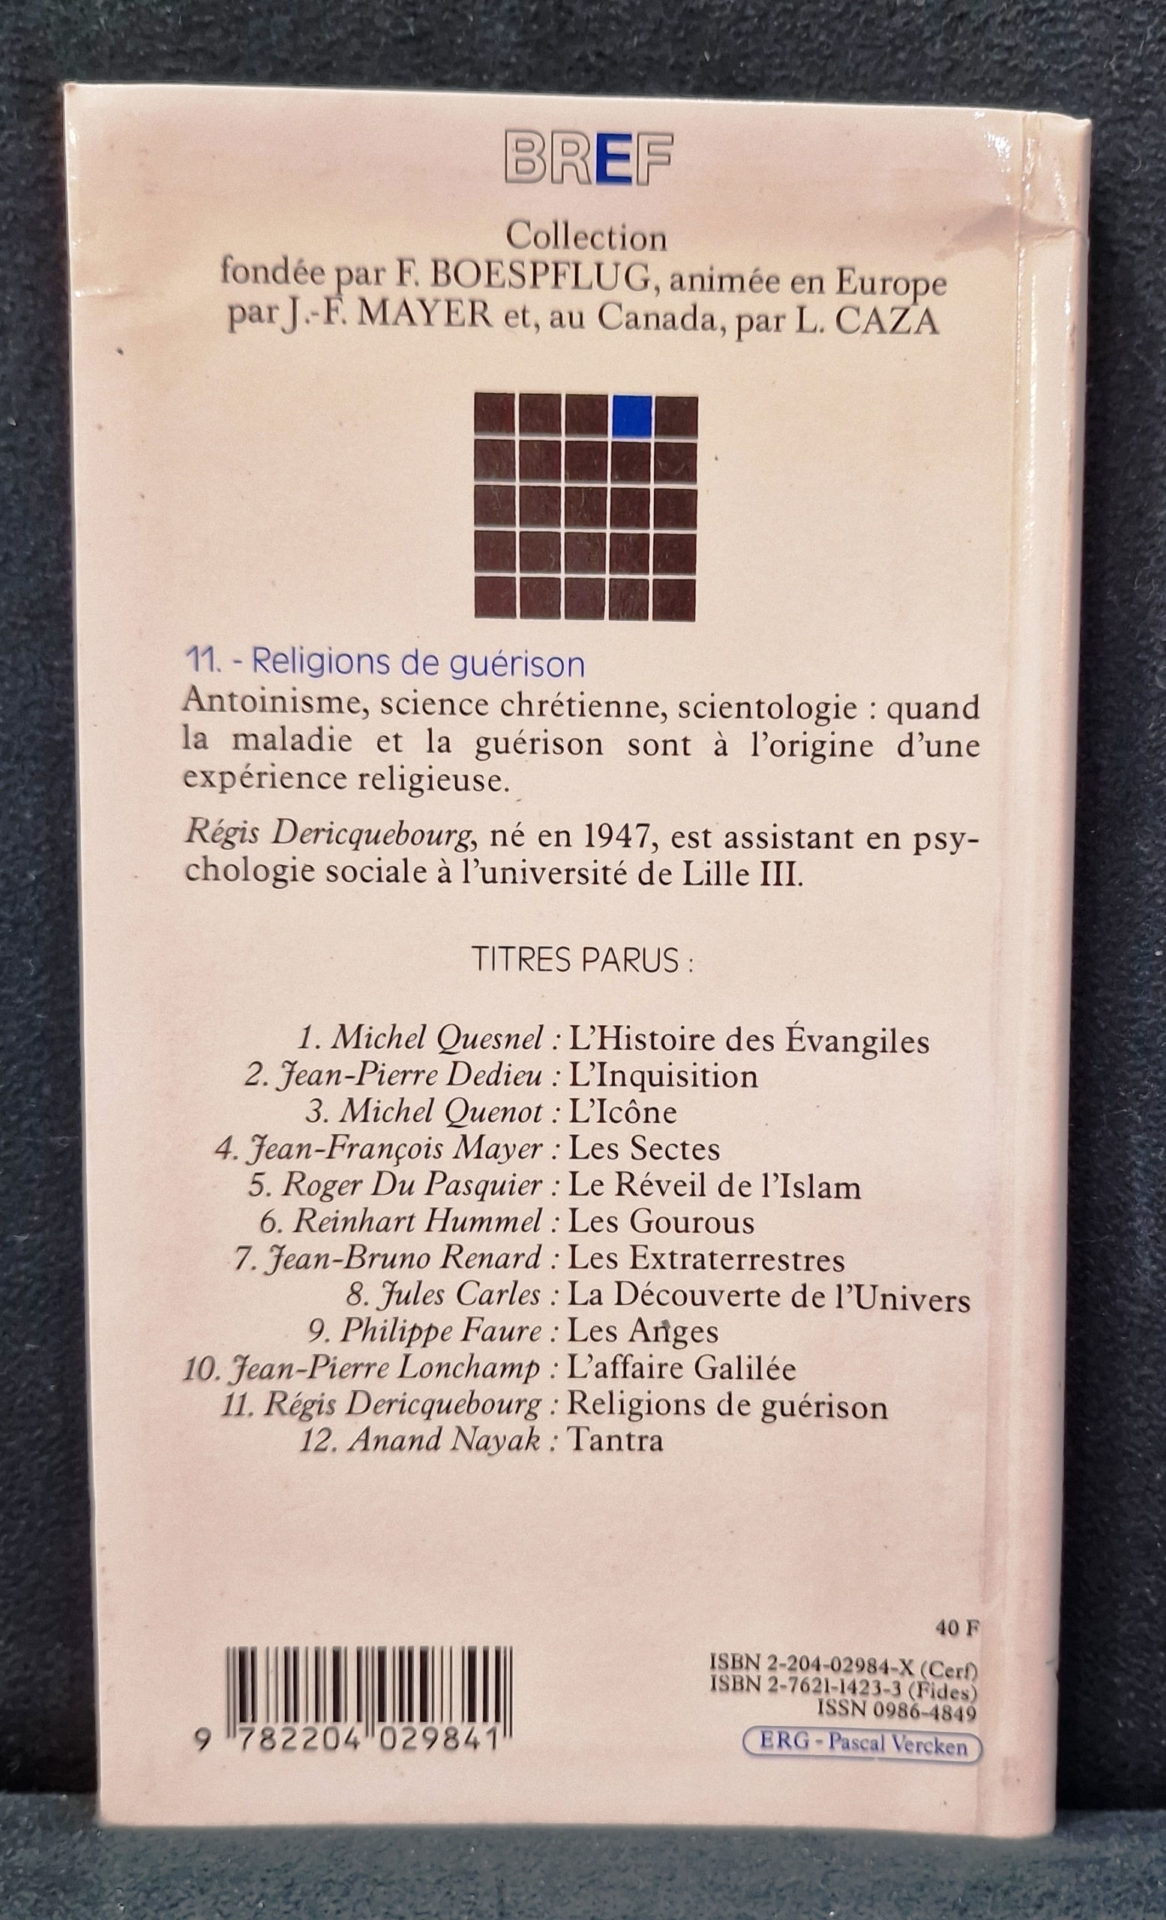 BREF
Collection
fondée par F. BOESPFLUG, animée en Europe
par J.-F. MAYER et, au Canada, par L. CAZA
11. - Religions de guérison
Antoinisme, science chrétienne, scientologie : quand
la maladie et la guérison sont à l'origine d'une
expérience religieuse.
Régis Dericquebourg, né en 1947, est assistant en psy-
chologie sociale à l'université de Lille III.
TITRES PARUS :
1. Michel Quesnel : L'Histoire des Évangiles
2. Jean-Pierre Dedieu : L'Inquisition
3. Michel Quenot : L'Icône
4. Jean-François Mayer : Les Sectes
5. Roger Du Pasquier : Le Réveil de l'Islam
6. Reinhart Hummel : Les Gourous
7. Jean-Bruno Renard : Les Extraterrestres
8. Jules Carles : La Découverte de l'Univers
9. Philippe Faure : Les Anges
10. Jean-Pierre Lonchamp : L'affaire Galilée
11. Régis Dericquebourg : Religions de guérison
12. Anand Nayak : Tantra
40 F
ISBN 2-204-02984-X (Cerf)
ISBN 2-7621-1423-3 (Fides)
ISSN 0986-4849
ERG - Pascal Vercken
9 782204 029841